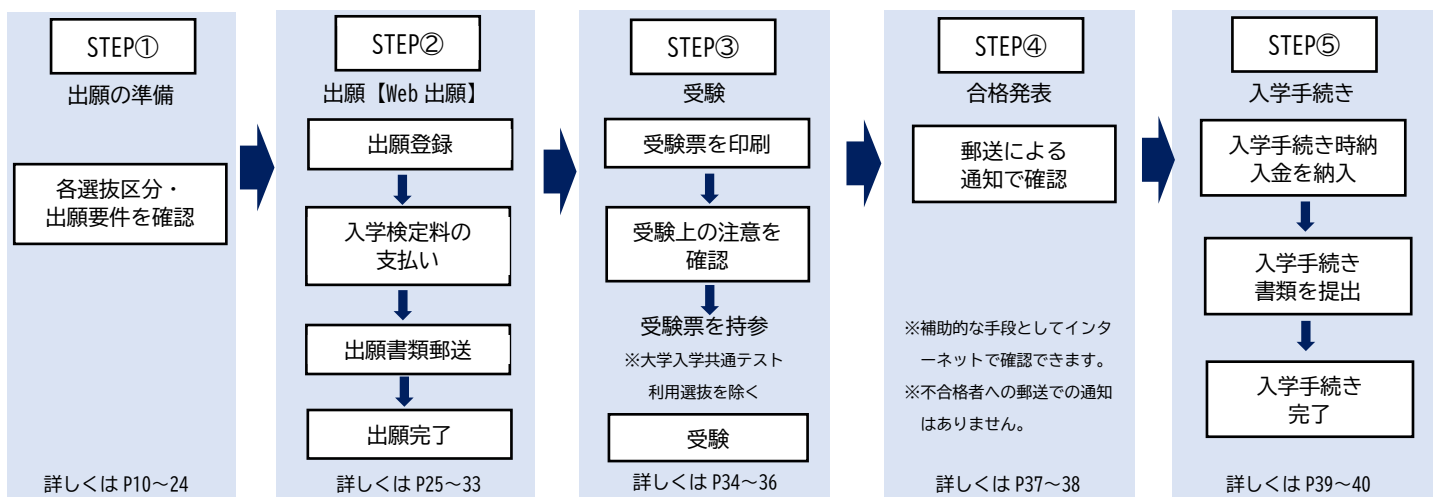 STEP①
出願の準備
各選抜区分・
出願要件を確認
詳しくは P10～24
STEP②
出願【Web 出願】
出願登録
入学検定料の
支払い
出願書類郵送
出願完了
詳しくは P25～33
STEP③
受験
受験票を印刷
受験上の注意を
確認
受験票を持参
※大学入学共通テスト
利用選抜を除く
受験
詳しくは P34～36
STEP④
合格発表
郵送による
通知で確認
※補助的な手段としてインタ
ーネットで確認できます。
※不合格者への郵送での通知
はありません。
詳しくは P37～38
STEP⑤
入学手続き
入学手続き時納
入金を納入
入学手続き
書類を提出
入学手続き
完了
詳しくは P39～40